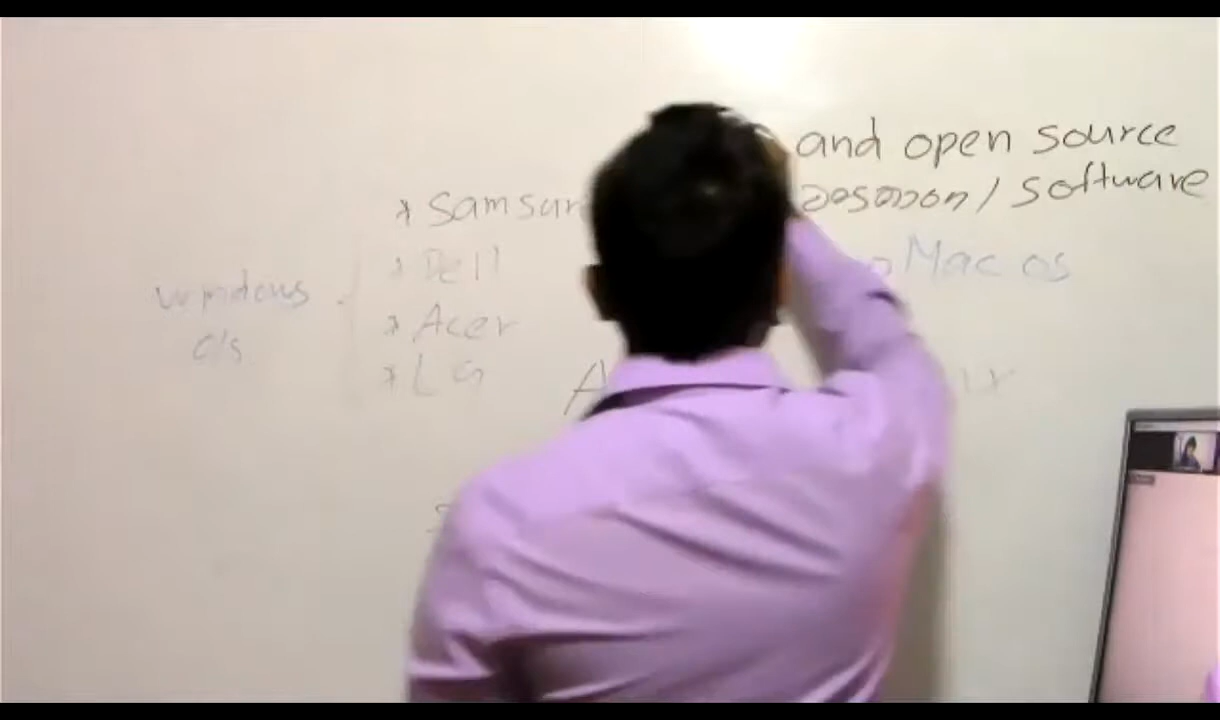 and open source
* Samsun
/ Software
* Dell
Mac os
windows
o's
* Acer
* LG
A